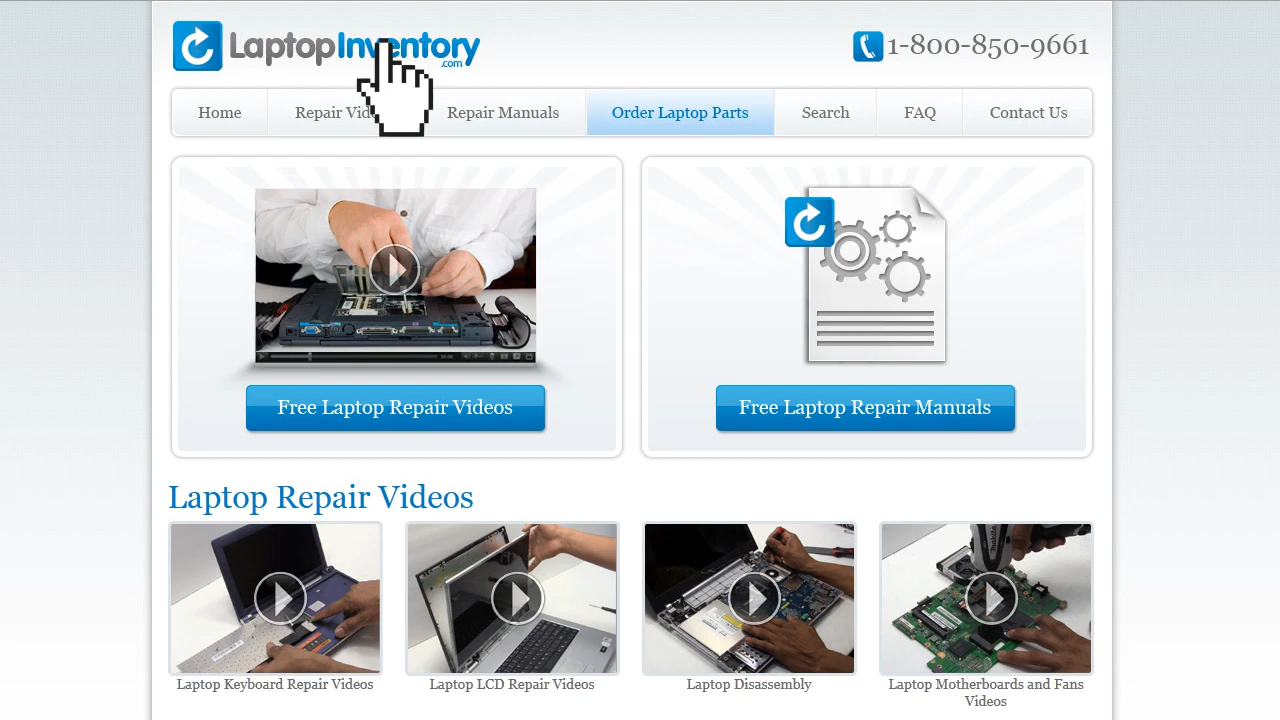 LaptopInventory
.com
1-800-850-9661
Home
Repair Vid
Repair Manuals
Order Laptop Parts
Search
FAQ
Contact Us
Free Laptop Repair Videos
Free Laptop Repair Manuals
Laptop Repair Videos
Laptop Keyboard Repair Videos
Laptop LCD Repair Videos
Laptop Disassembly
Laptop Motherboards and Fans
Videos